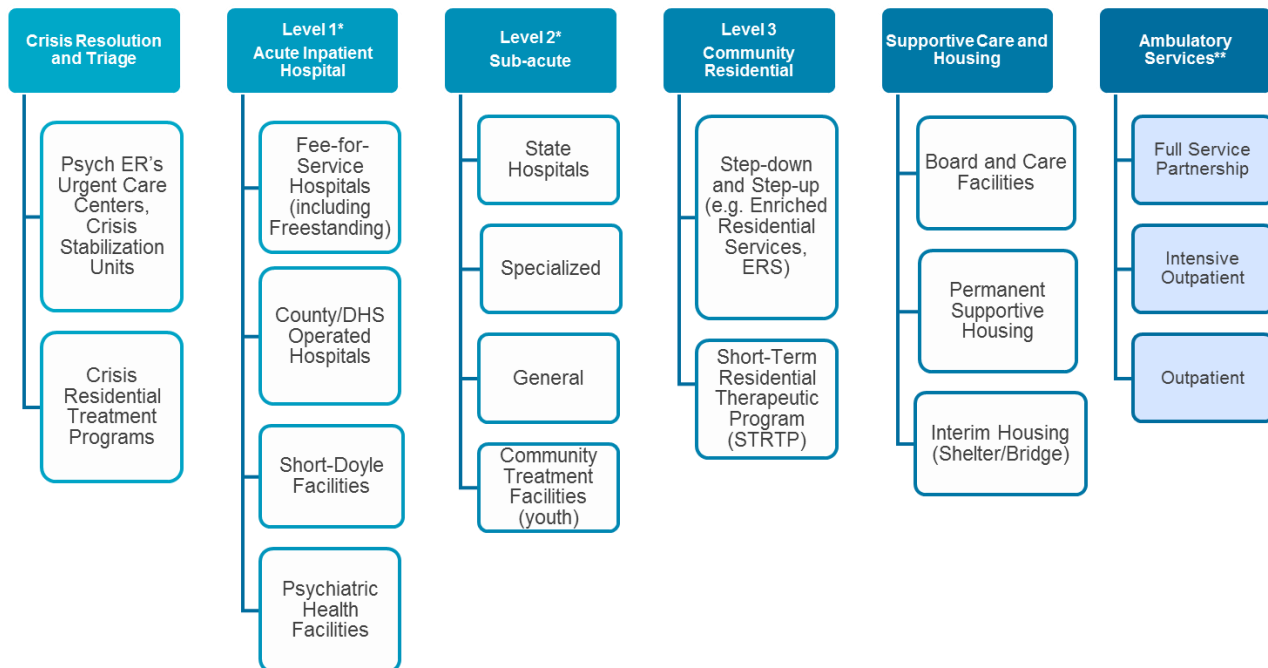 Crisis Resolution
and Triage
Psych ER's
Urgent Care
Centers,
Crisis
Stabilization
Units
Crisis
Residential
Treatment
Programs
Level 1*
Acute Inpatient
Hospital
Fee-for-
Service
Hospitals
(including
Freestanding)
County/DHS
Operated
Hospitals
Short-Doyle
Facilities
Psychiatric
Health
Facilities
Level 2*
Sub-acute
State
Hospitals
Specialized
General
Community
Treatment
Facilities
(youth)
Level 3
Community
Residential
Step-down
and Step-up
(e.g. Enriched
Residential
Services,
ERS)
Short-Term
Residential
Therapeutic
Program
(STRTP)
Supportive Care and
Housing
Board and Care
Facilities
Permanent
Supportive
Housing
Interim Housing
(Shelter/Bridge)
Ambulatory
Services**
Full Service
Partnership
Intensive
Outpatient
Outpatient